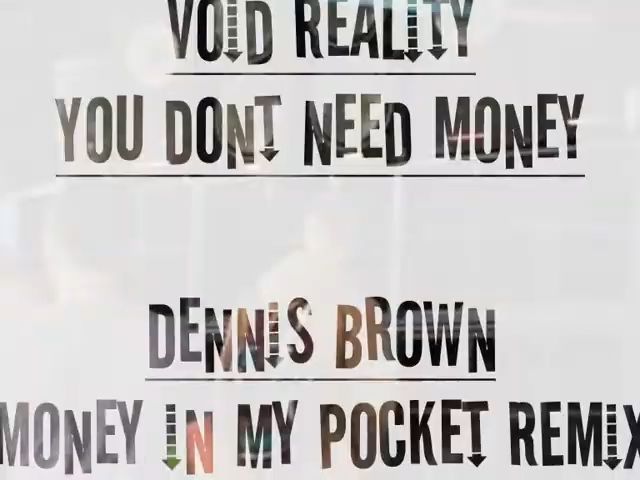 VOID REALITY
YOU DONT NEED MONEY
DENNIS BROWN
MONEY IN MY POCKET REMIX